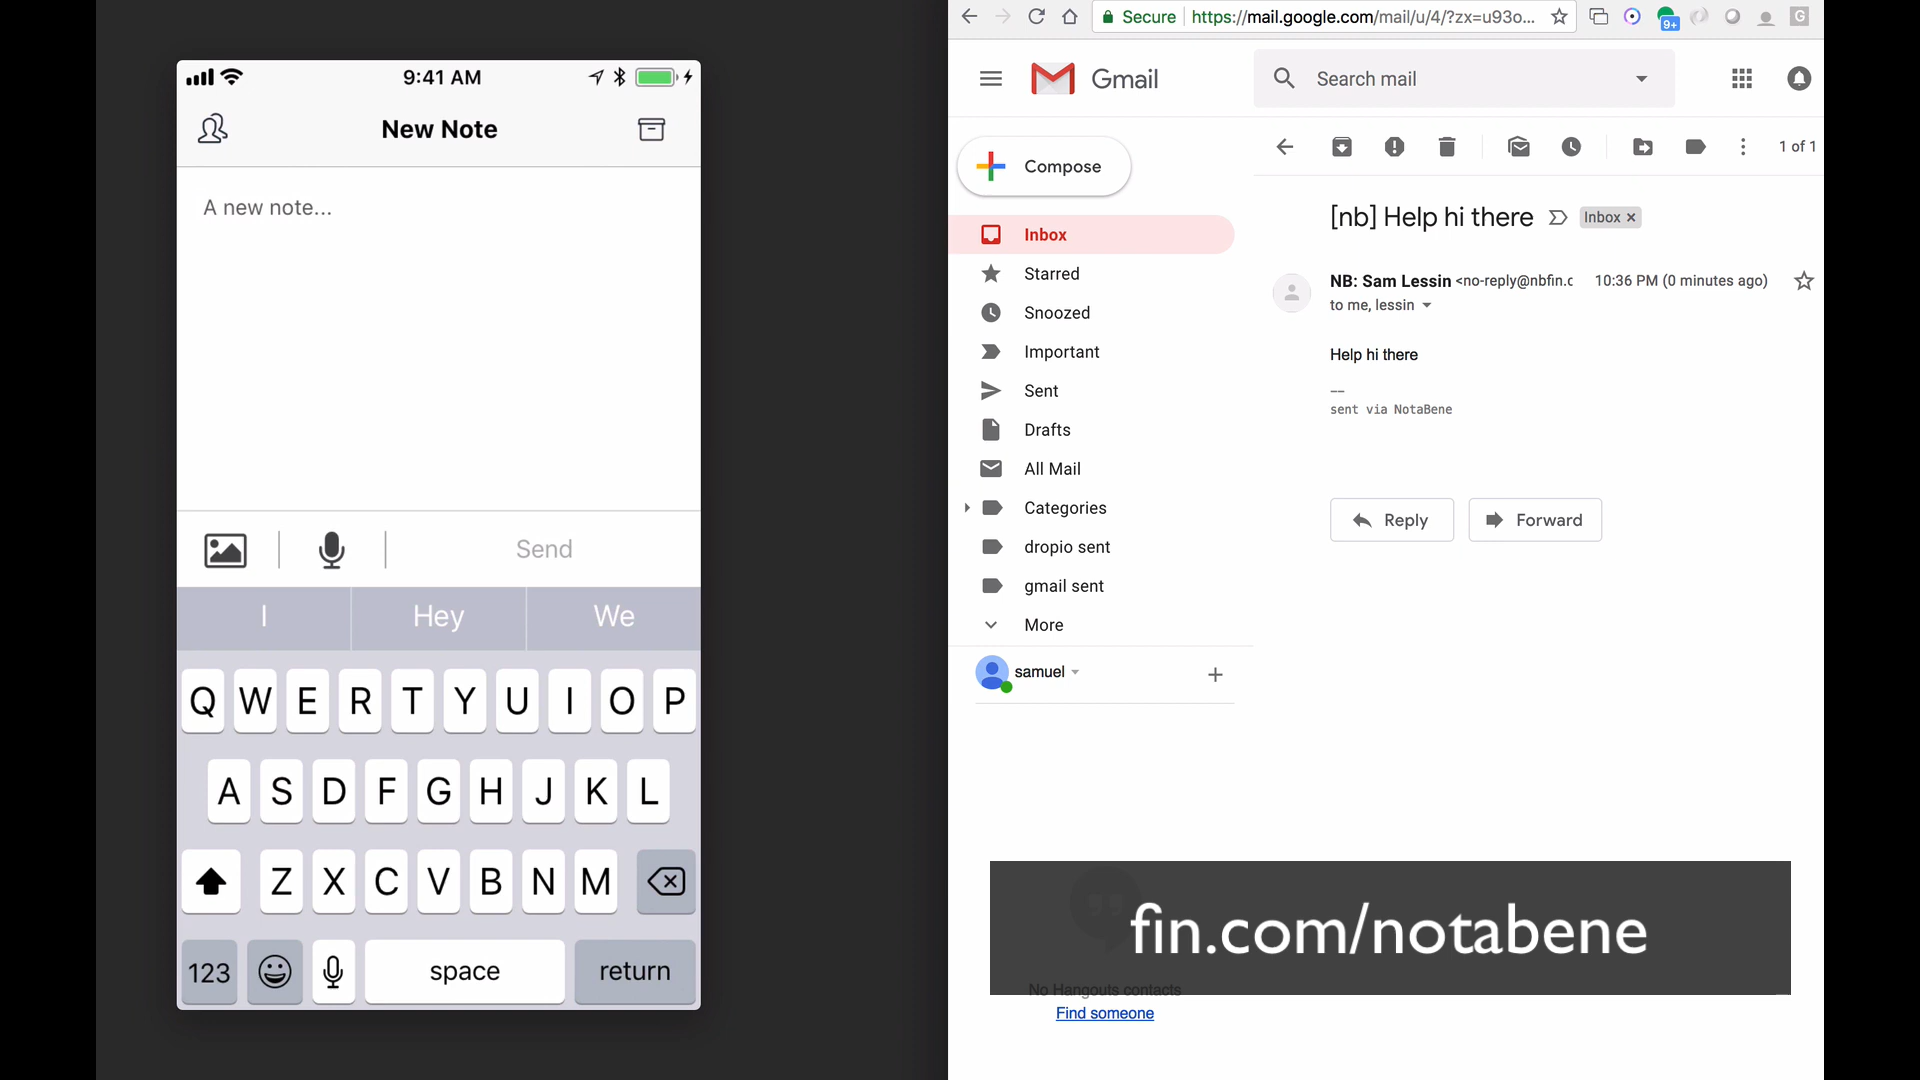 9:41 AM
New Note
A new note...
Send
I
Hey
We
Q W E R T Y U I O P
A S D F G H J K L
Z X C V B N M
123
space
return
Secure
https://mail.google.com/mail/u/4/?zx=u93o...
9+
G
Gmail
Search mail
Compose
1 of 1
Inbox
Starred
Snoozed
Important
Sent
Drafts
All Mail
Categories
dropio sent
gmail sent
More
samuel
[nb] Help hi there
Inbox x
NB: Sam Lessin <no-reply@nbfin.c
10:36 PM (0 minutes ago)
to me, lessin
Help hi there
--
sent via NotaBene
Reply
Forward
fin.com/notabene
No Hangouts contacts
Find someone